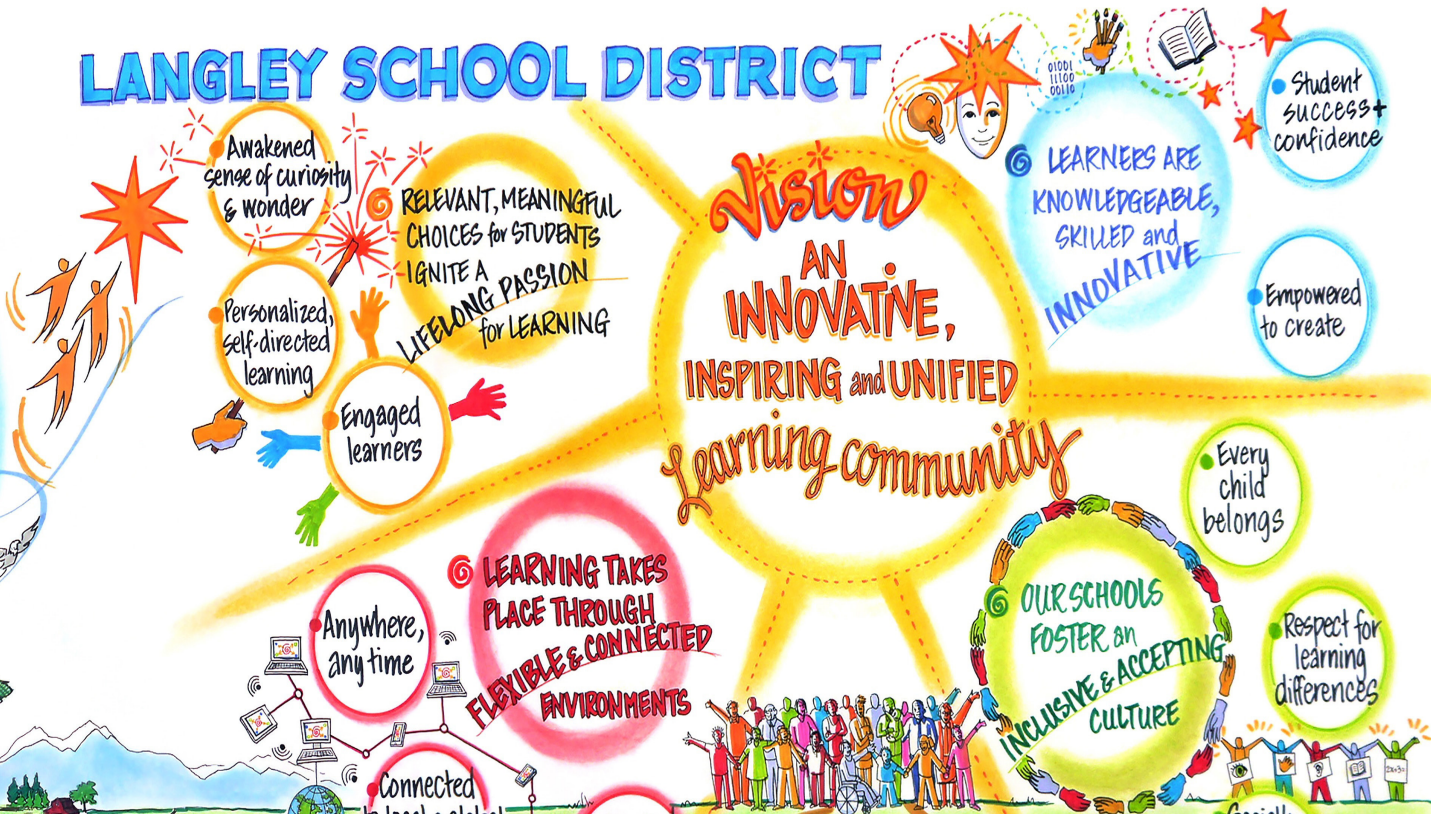 LANGLEY SCHOOL DISTRICT
Vision
AN
INNOVATIVE,
INSPIRING and UNIFIED
Learning community
Awakened
sense of curiosity
& wonder
Personalized,
self-directed
learning
Engaged
learners
RELEVANT, MEANINGFUL
CHOICES for STUDENTS
IGNITE A
LIFELONG PASSION
for LEARNING
01001
11100
00110
LEARNERS ARE
KNOWLEDGEABLE,
SKILLED and
INNOVATIVE
Student
success +
confidence
Empowered
to create
LEARNING TAKES
PLACE THROUGH
FLEXIBLE & CONNECTED
ENVIRONMENTS
Anywhere,
any time
Connected
OUR SCHOOLS
FOSTER an
INCLUSIVE & ACCEPTING
CULTURE
Every
child
belongs
Respect for
learning
differences